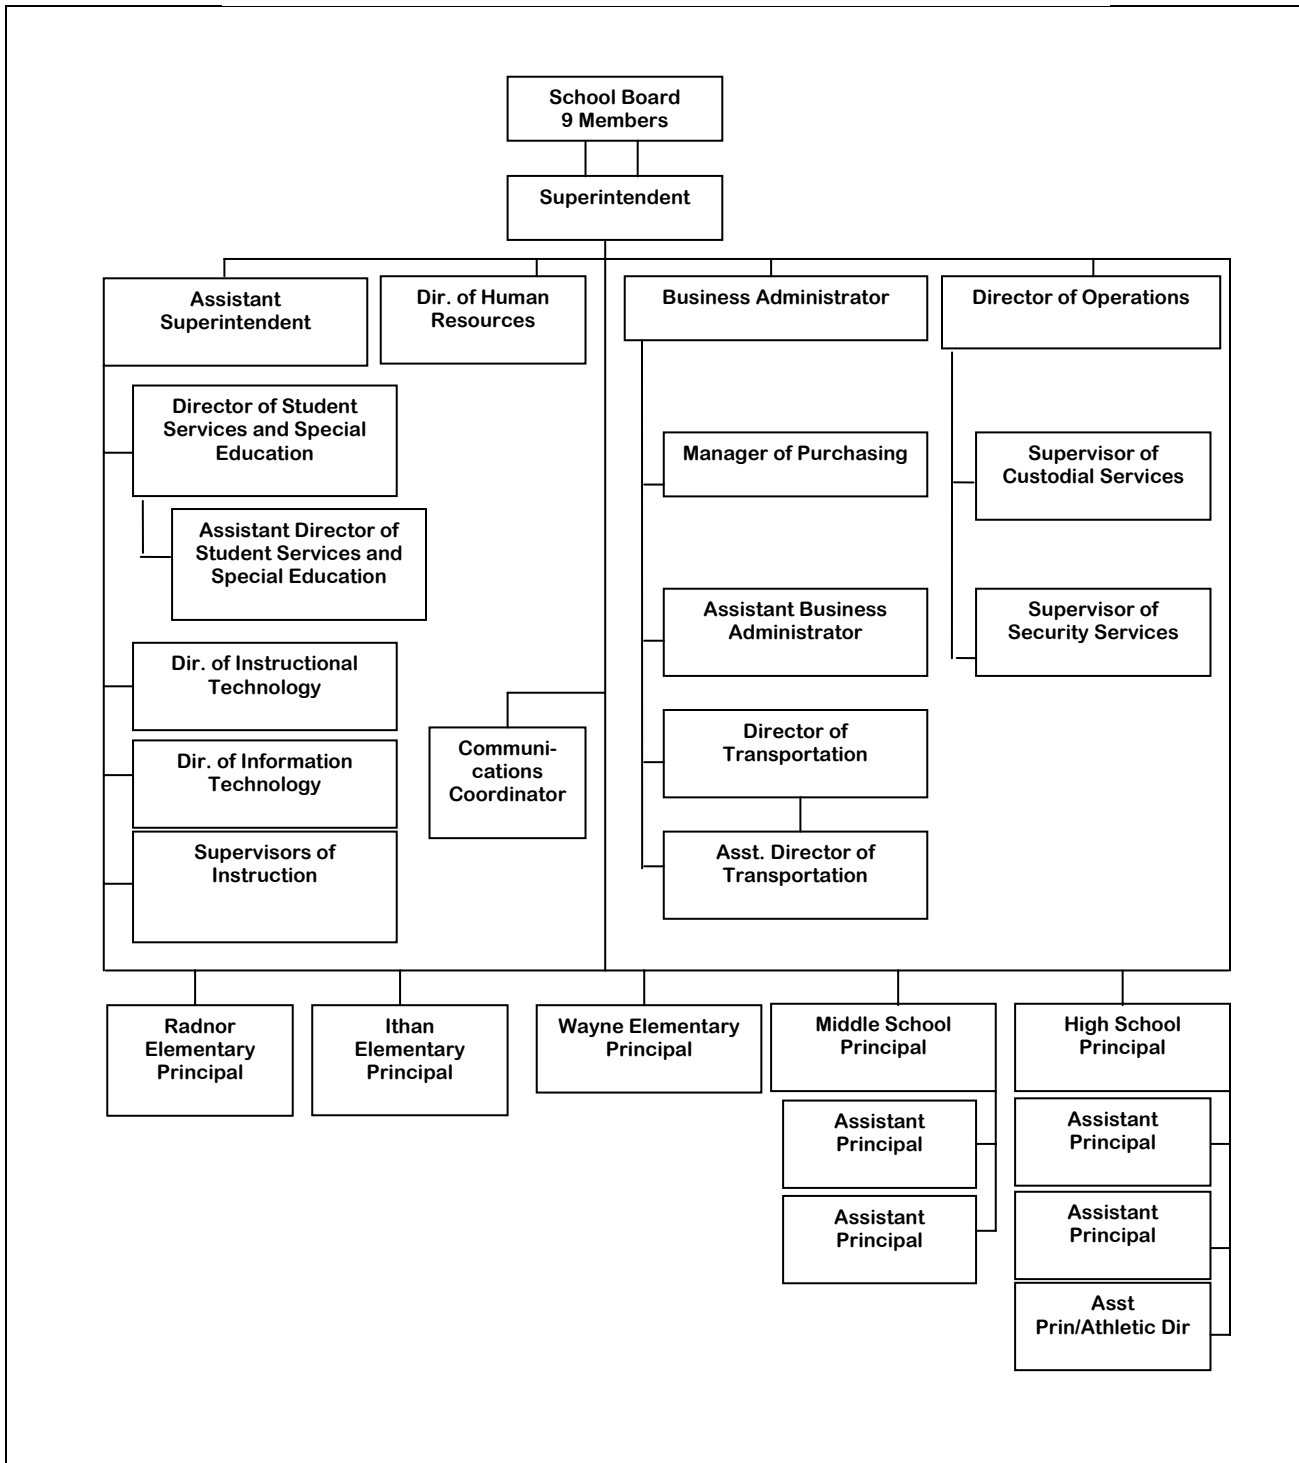 School Board
9 Members
Superintendent
Assistant
Superintendent
Dir. of Human
Resources
Business Administrator
Director of Operations
Director of Student
Services and Special
Education
Assistant Director of
Student Services and
Special Education
Dir. of Instructional
Technology
Dir. of Information
Technology
Supervisors of
Instruction
Communi-
cations
Coordinator
Manager of Purchasing
Assistant Business
Administrator
Director of
Transportation
Asst. Director of
Transportation
Supervisor of
Custodial Services
Supervisor of
Security Services
Radnor
Elementary
Principal
Ithan
Elementary
Principal
Wayne Elementary
Principal
Middle School
Principal
Assistant
Principal
Assistant
Principal
High School
Principal
Assistant
Principal
Assistant
Principal
Asst
Prin/Athletic Dir